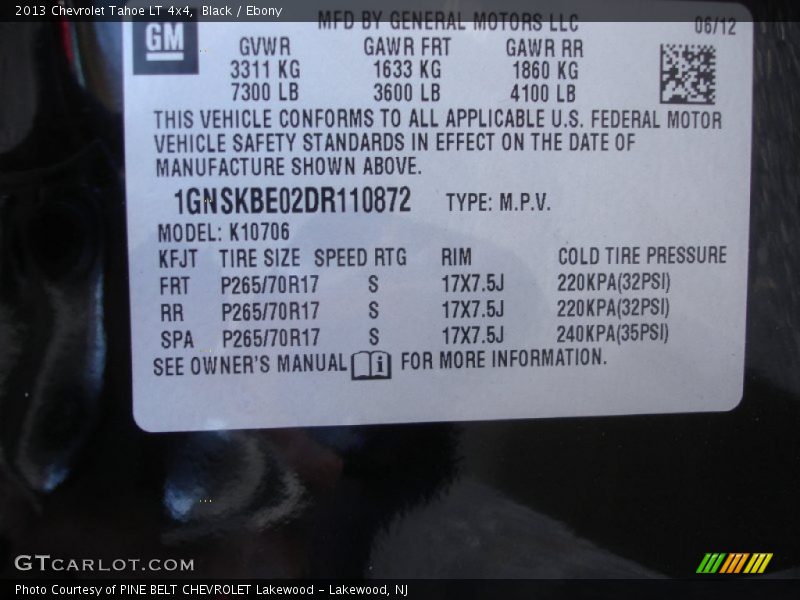 2013 Chevrolet Tahoe LT 4x4, Black / Ebony
MFD BY GENERAL MOTORS LLC 06/12
GM
GVWR GAWR FRT GAWR RR
3311 KG 1633 KG 1860 KG
7300 LB 3600 LB 4100 LB
THIS VEHICLE CONFORMS TO ALL APPLICABLE U.S. FEDERAL MOTOR
VEHICLE SAFETY STANDARDS IN EFFECT ON THE DATE OF
MANUFACTURE SHOWN ABOVE.
1GNSKBE02DR110872 TYPE: M.P.V.
MODEL: K10706
KFJT TIRE SIZE SPEED RTG RIM COLD TIRE PRESSURE
FRT P265/70R17 S 17X7.5J 220KPA(32PSI)
RR P265/70R17 S 17X7.5J 220KPA(32PSI)
SPA P265/70R17 S 17X7.5J 240KPA(35PSI)
SEE OWNER'S MANUAL i FOR MORE INFORMATION.
GTCARLOT.COM
Photo Courtesy of PINE BELT CHEVROLET Lakewood - Lakewood, NJ